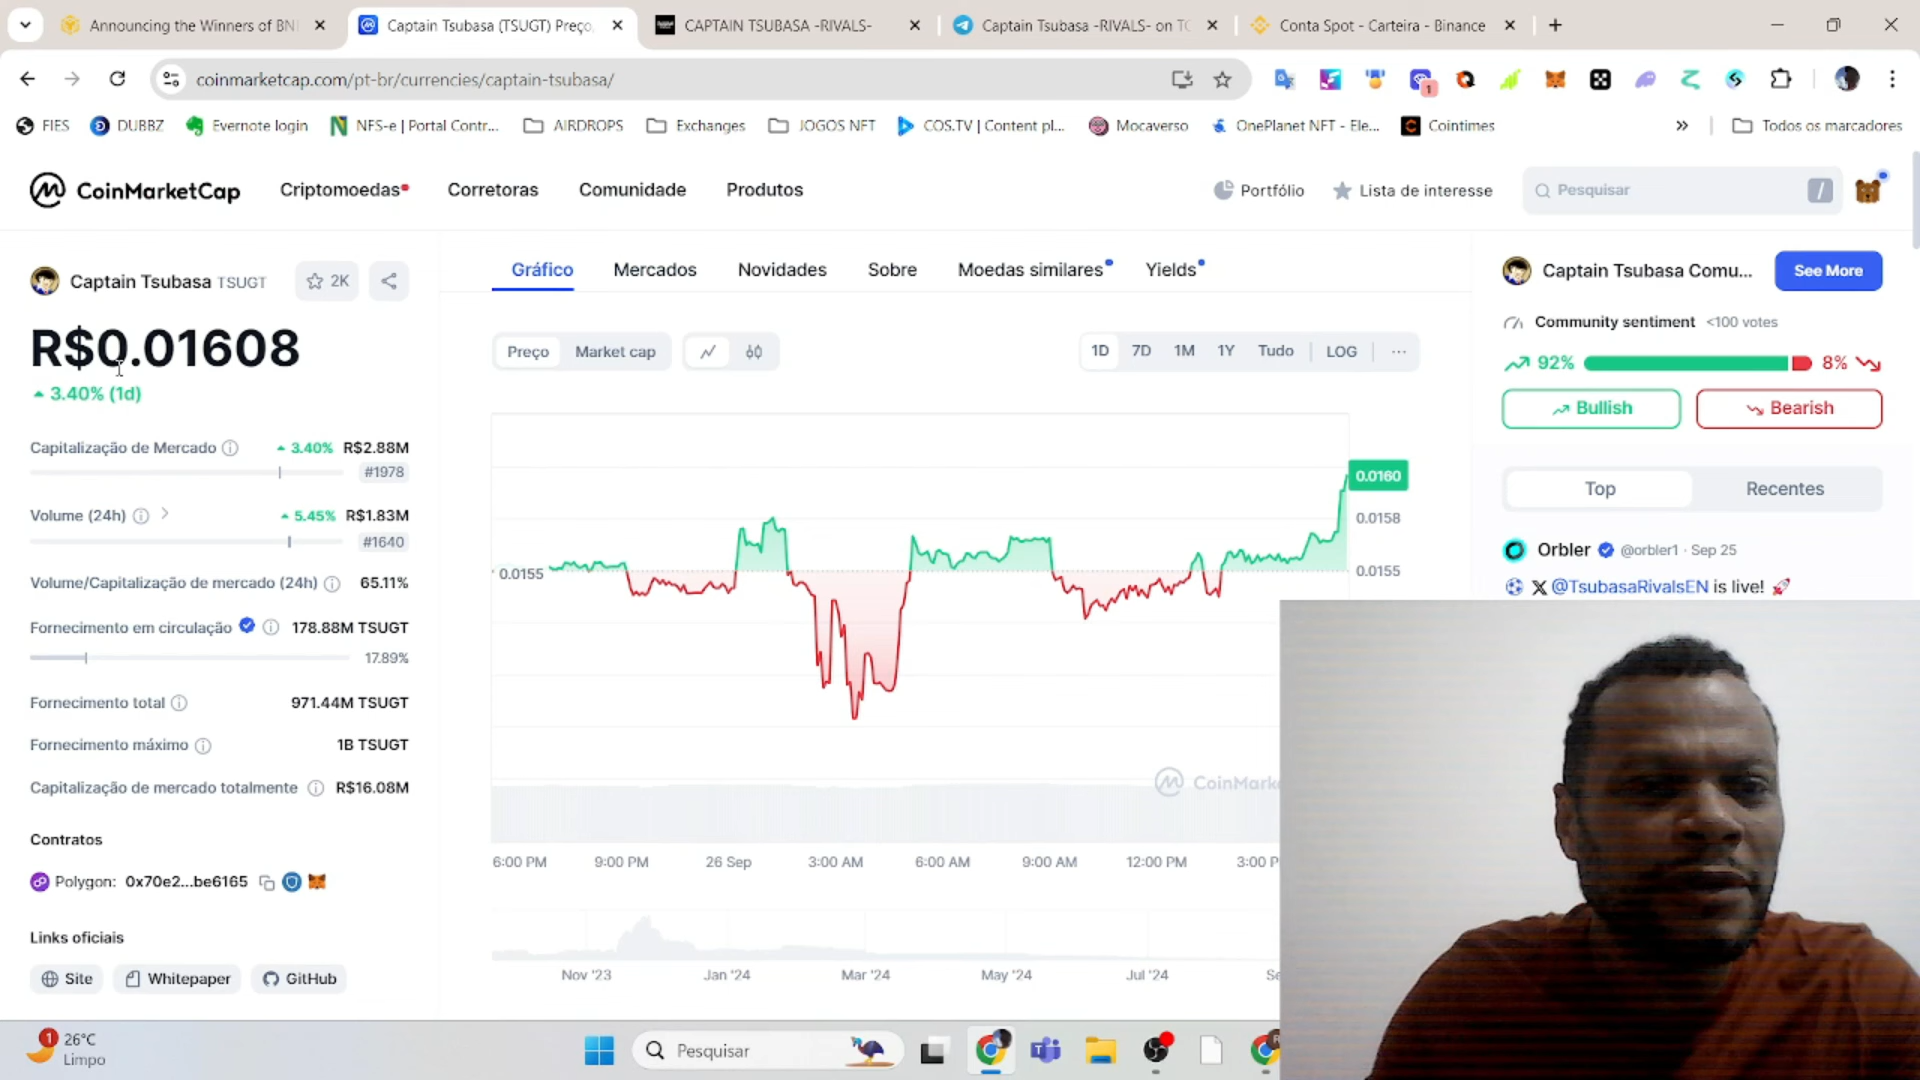 Announcing the Winners of BN
Captain Tsubasa (TSUGT) Preço,
CAPTAIN TSUBASA -RIVALS-
Captain Tsubasa -RIVALS- on TO
Conta Spot - Carteira - Binance
coinmarketcap.com/pt-br/currencies/captain-tsubasa/
1
FIES
DUBBZ
Evernote login
NFS-e | Portal Contr...
AIRDROPS
Exchanges
JOGOS NFT
COS.TV | Content pl...
Mocaverso
OnePlanet NFT - Ele...
Cointimes
»
Todos os marcadores
CoinMarketCap
Criptomoedas
Corretoras
Comunidade
Produtos
Portfólio
Lista de interesse
Pesquisar
/
Captain Tsubasa TSUGT
2K
R$0.01608
3.40% (1d)
Capitalização de Mercado 3.40% R$2.88M
#1978
Volume (24h) 5.45% R$1.83M
#1640
Volume/Capitalização de mercado (24h) 65.11%
Fornecimento em circulação 178.88M TSUGT
17.89%
Fornecimento total 971.44M TSUGT
Fornecimento máximo 1B TSUGT
Capitalização de mercado totalmente R$16.08M
Contratos
Polygon: 0x70e2...be6165
Links oficiais
Site
Whitepaper
GitHub
Gráfico
Mercados
Novidades
Sobre
Moedas similares
Yields
Preço
Market cap
1D
7D
1M
1Y
Tudo
LOG
...
0.0160
0.0158
0.0155
0.0155
CoinMark
6:00 PM
9:00 PM
26 Sep
3:00 AM
6:00 AM
9:00 AM
12:00 PM
3:00 P
Nov '23
Jan '24
Mar '24
May '24
Jul '24
Se
Captain Tsubasa Comu...
See More
Community sentiment <100 votes
92%
8%
Bullish
Bearish
Top
Recentes
Orbler @orbler1 · Sep 25
@TsubasaRivalsEN is live!
1
26°C
Limpo
Pesquisar